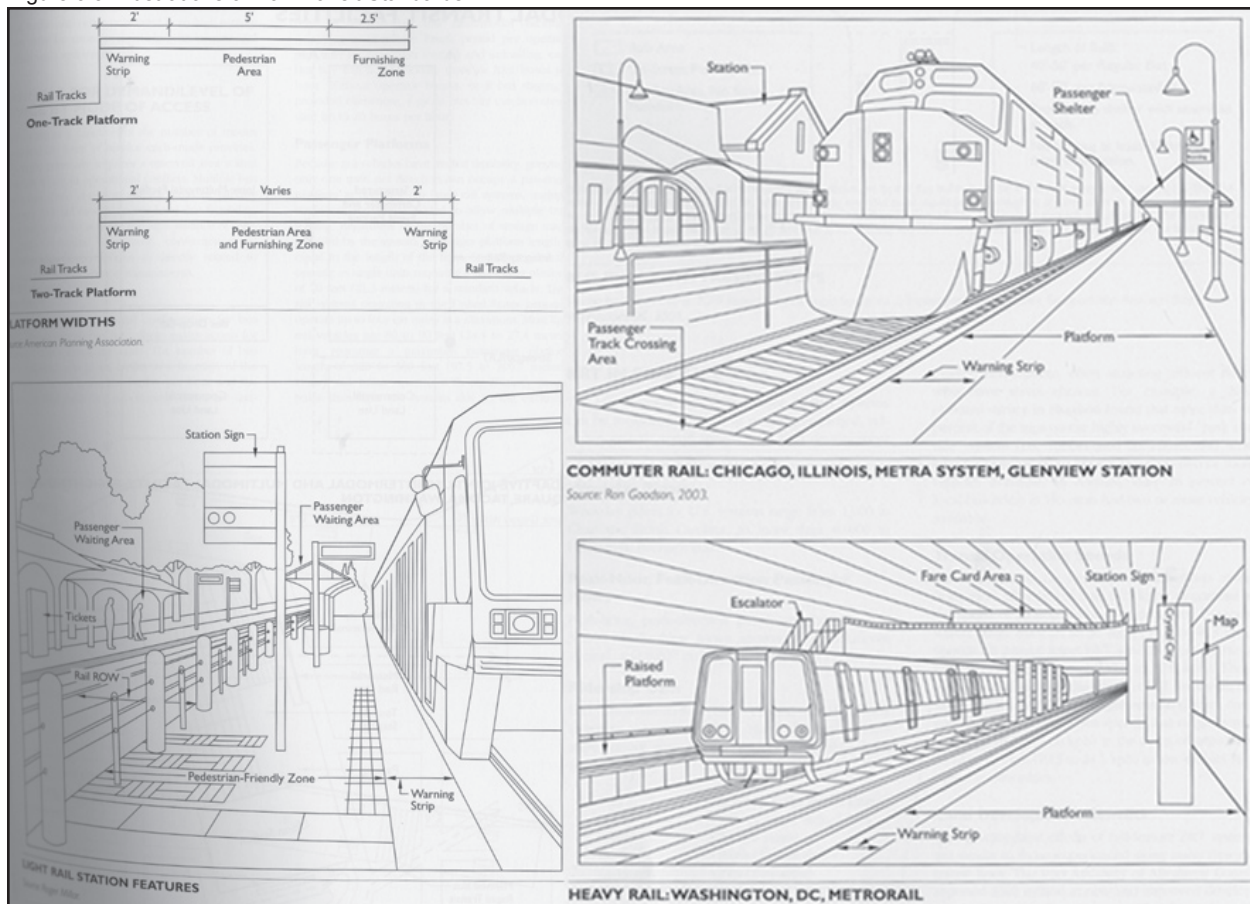 2'
5'
2.5'
Warning
Strip
Pedestrian
Area
Furnishing
Zone
Rail Tracks
One-Track Platform
2'
Varies
2'
Warning
Strip
Pedestrian Area
and Furnishing Zone
Warning
Strip
Rail Tracks
Rail Tracks
Two-Track Platform
LATFORM WIDTHS
American Planning Association.
Station Sign
Passenger
Waiting Area
Passenger
Waiting Area
Tickets
Rail ROW
Pedestrian-Friendly Zone
Warning
Strip
LIGHT RAIL STATION FEATURES
Station
Passenger
Shelter
Passenger
Track Crossing
Area
Platform
Warning Strip
COMMUTER RAIL: CHICAGO, ILLINOIS, METRA SYSTEM, GLENVIEW STATION
Source: Ron Goodson, 2003.
Fare Card Area
Station Sign
Escalator
Map
Crystal City
Raised
Platform
Platform
Warning Strip
HEAVY RAIL: WASHINGTON, DC, METRORAIL